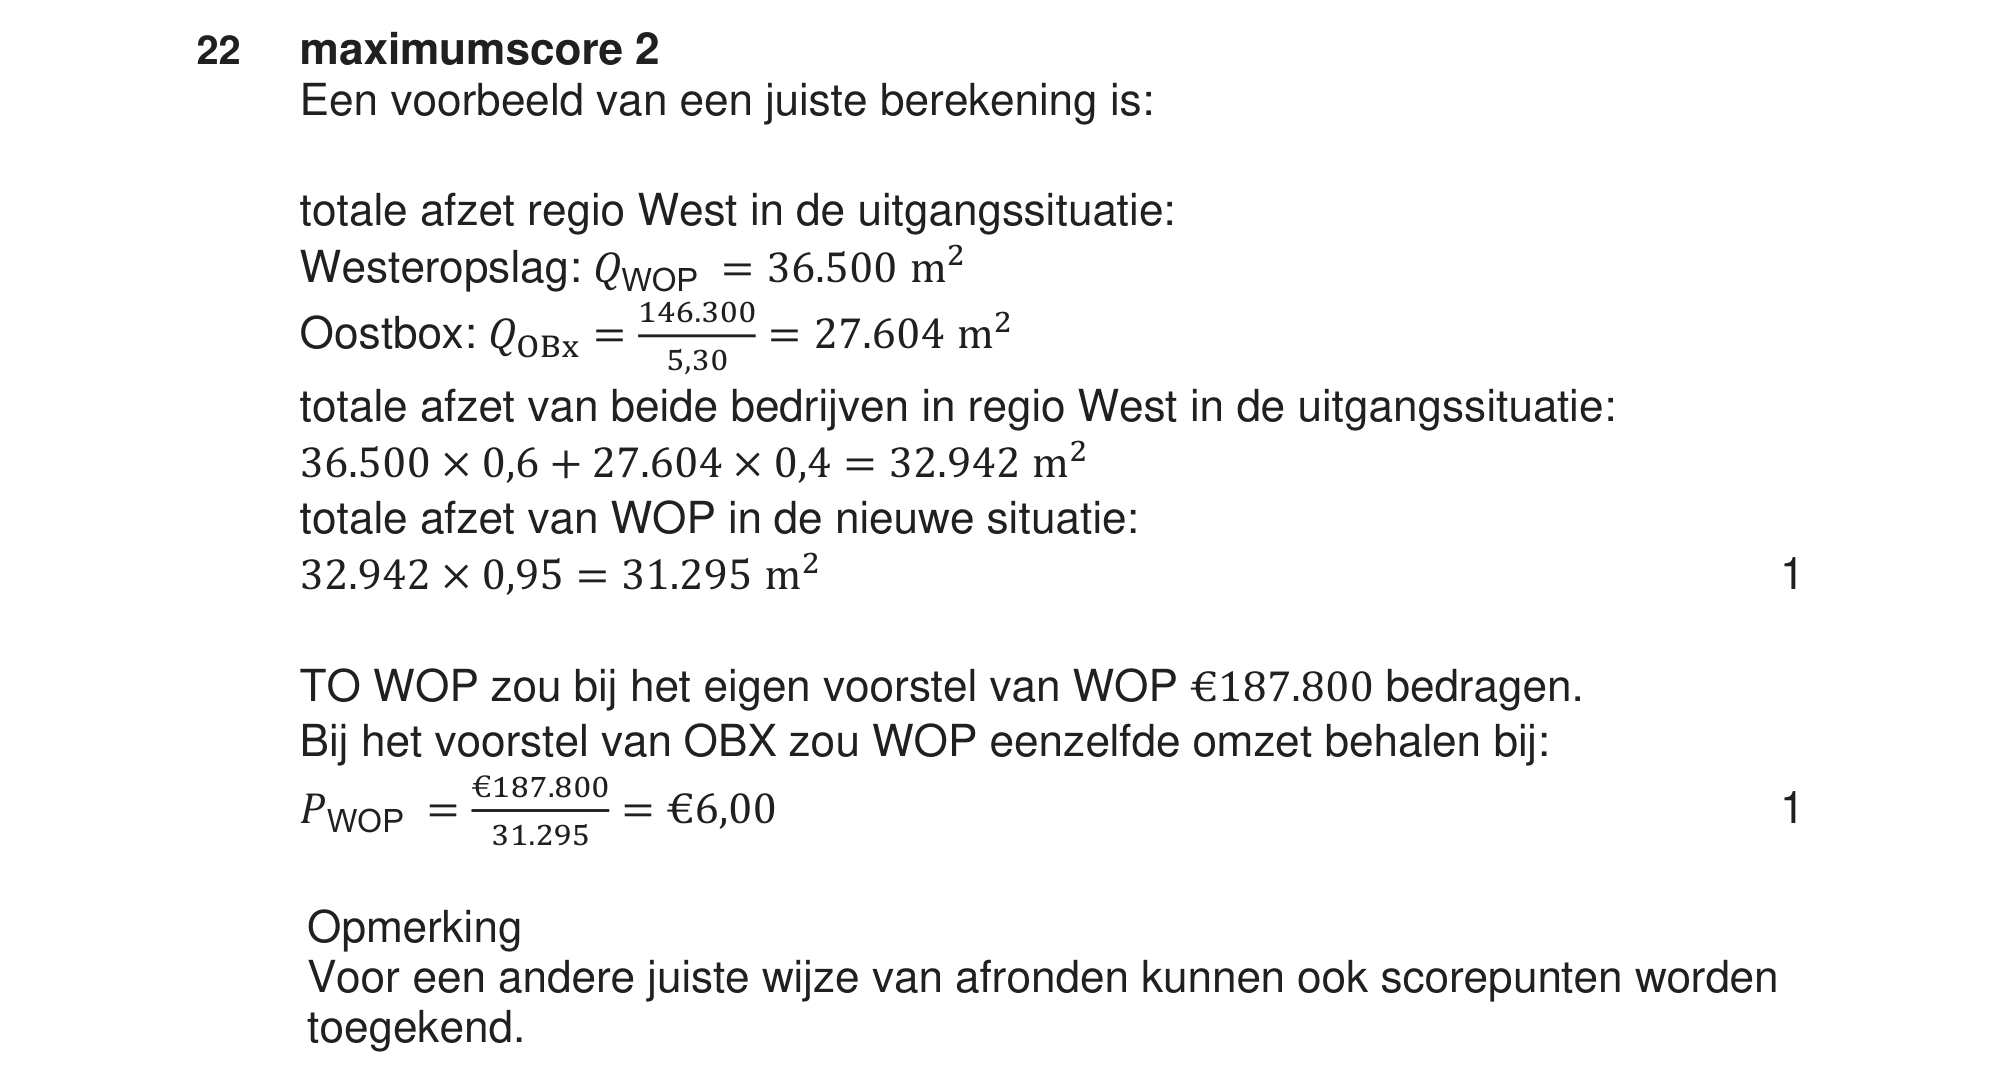 22 maximumscore 2
Een voorbeeld van een juiste berekening is:
totale afzet regio West in de uitgangssituatie:
Westeropslag: Q_WOP = 36.500 m²
Oostbox: Q_OBx = 146.300 / 5,30 = 27.604 m²
totale afzet van beide bedrijven in regio West in de uitgangssituatie:
36.500 × 0,6 + 27.604 × 0,4 = 32.942 m²
totale afzet van WOP in de nieuwe situatie:
32.942 × 0,95 = 31.295 m² 1
TO WOP zou bij het eigen voorstel van WOP €187.800 bedragen.
Bij het voorstel van OBX zou WOP eenzelfde omzet behalen bij:
P_WOP = €187.800 / 31.295 = €6,00 1
Opmerking
Voor een andere juiste wijze van afronden kunnen ook scorepunten worden
toegekend.